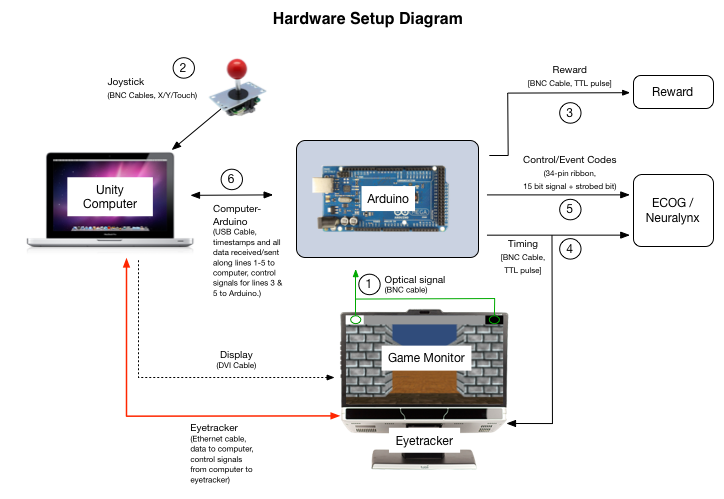 Hardware Setup Diagram
2
Joystick
(BNC Cables, X/Y/Touch)
Reward
[BNC Cable, TTL pulse]
3
Reward
Unity
Computer
6
Computer-
Arduino
(USB Cable,
timestamps and all
data received/sent
along lines 1-5 to
computer, control
signals for lines 3 &
5 to Arduino.)
Arduino
Control/Event Codes
(34-pin ribbon,
15 bit signal + strobed bit)
5
ECOG /
Neuralynx
Timing
[BNC Cable,
TTL pulse]
4
1
Optical signal
(BNC cable)
Display
(DVI Cable)
Game Monitor
Eyetracker
Eyetracker
(Ethernet cable,
data to computer,
control signals
from computer to
eyetracker)